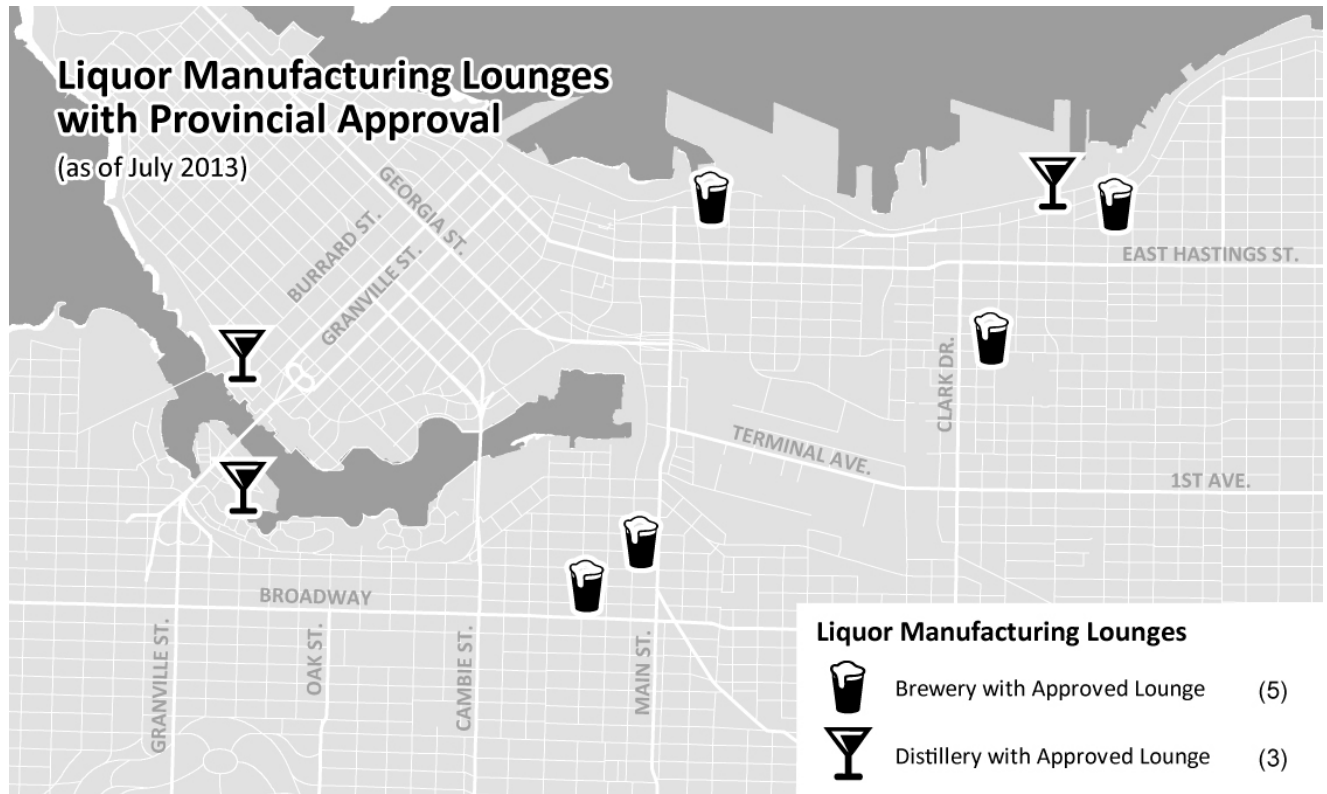 Liquor Manufacturing Lounges
with Provincial Approval
(as of July 2013)
GEORGIA ST.
BURRARD ST.
GRANVILLE ST.
EAST HASTINGS ST.
CLARK DR.
TERMINAL AVE.
1ST AVE.
BROADWAY
GRANVILLE ST.
OAK ST.
CAMBIE ST.
MAIN ST.
Liquor Manufacturing Lounges
Brewery with Approved Lounge (5)
Distillery with Approved Lounge (3)